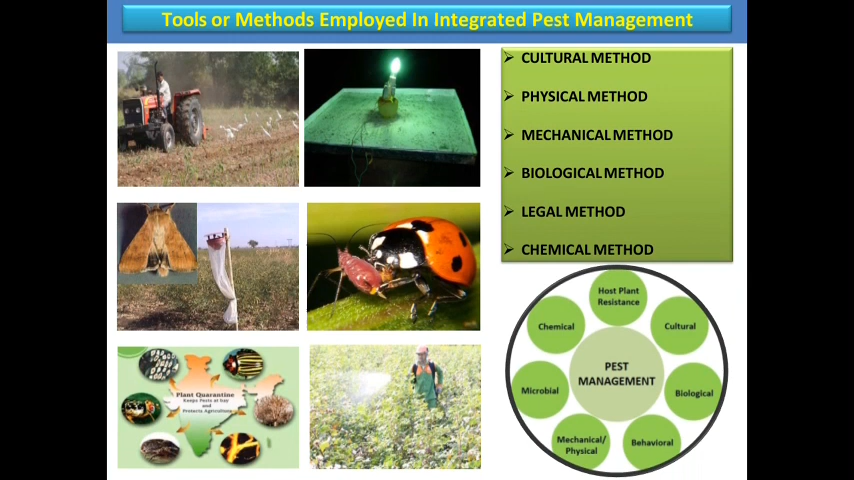 Tools or Methods Employed In Integrated Pest Management
CULTURAL METHOD
PHYSICAL METHOD
MECHANICAL METHOD
BIOLOGICAL METHOD
LEGAL METHOD
CHEMICAL METHOD
Plant Quarantine
Keeps Pests at bay
and
Protects Agriculture
Host Plant
Resistance
Chemical
Cultural
PEST
MANAGEMENT
Microbial
Biological
Mechanical/
Physical
Behavioral